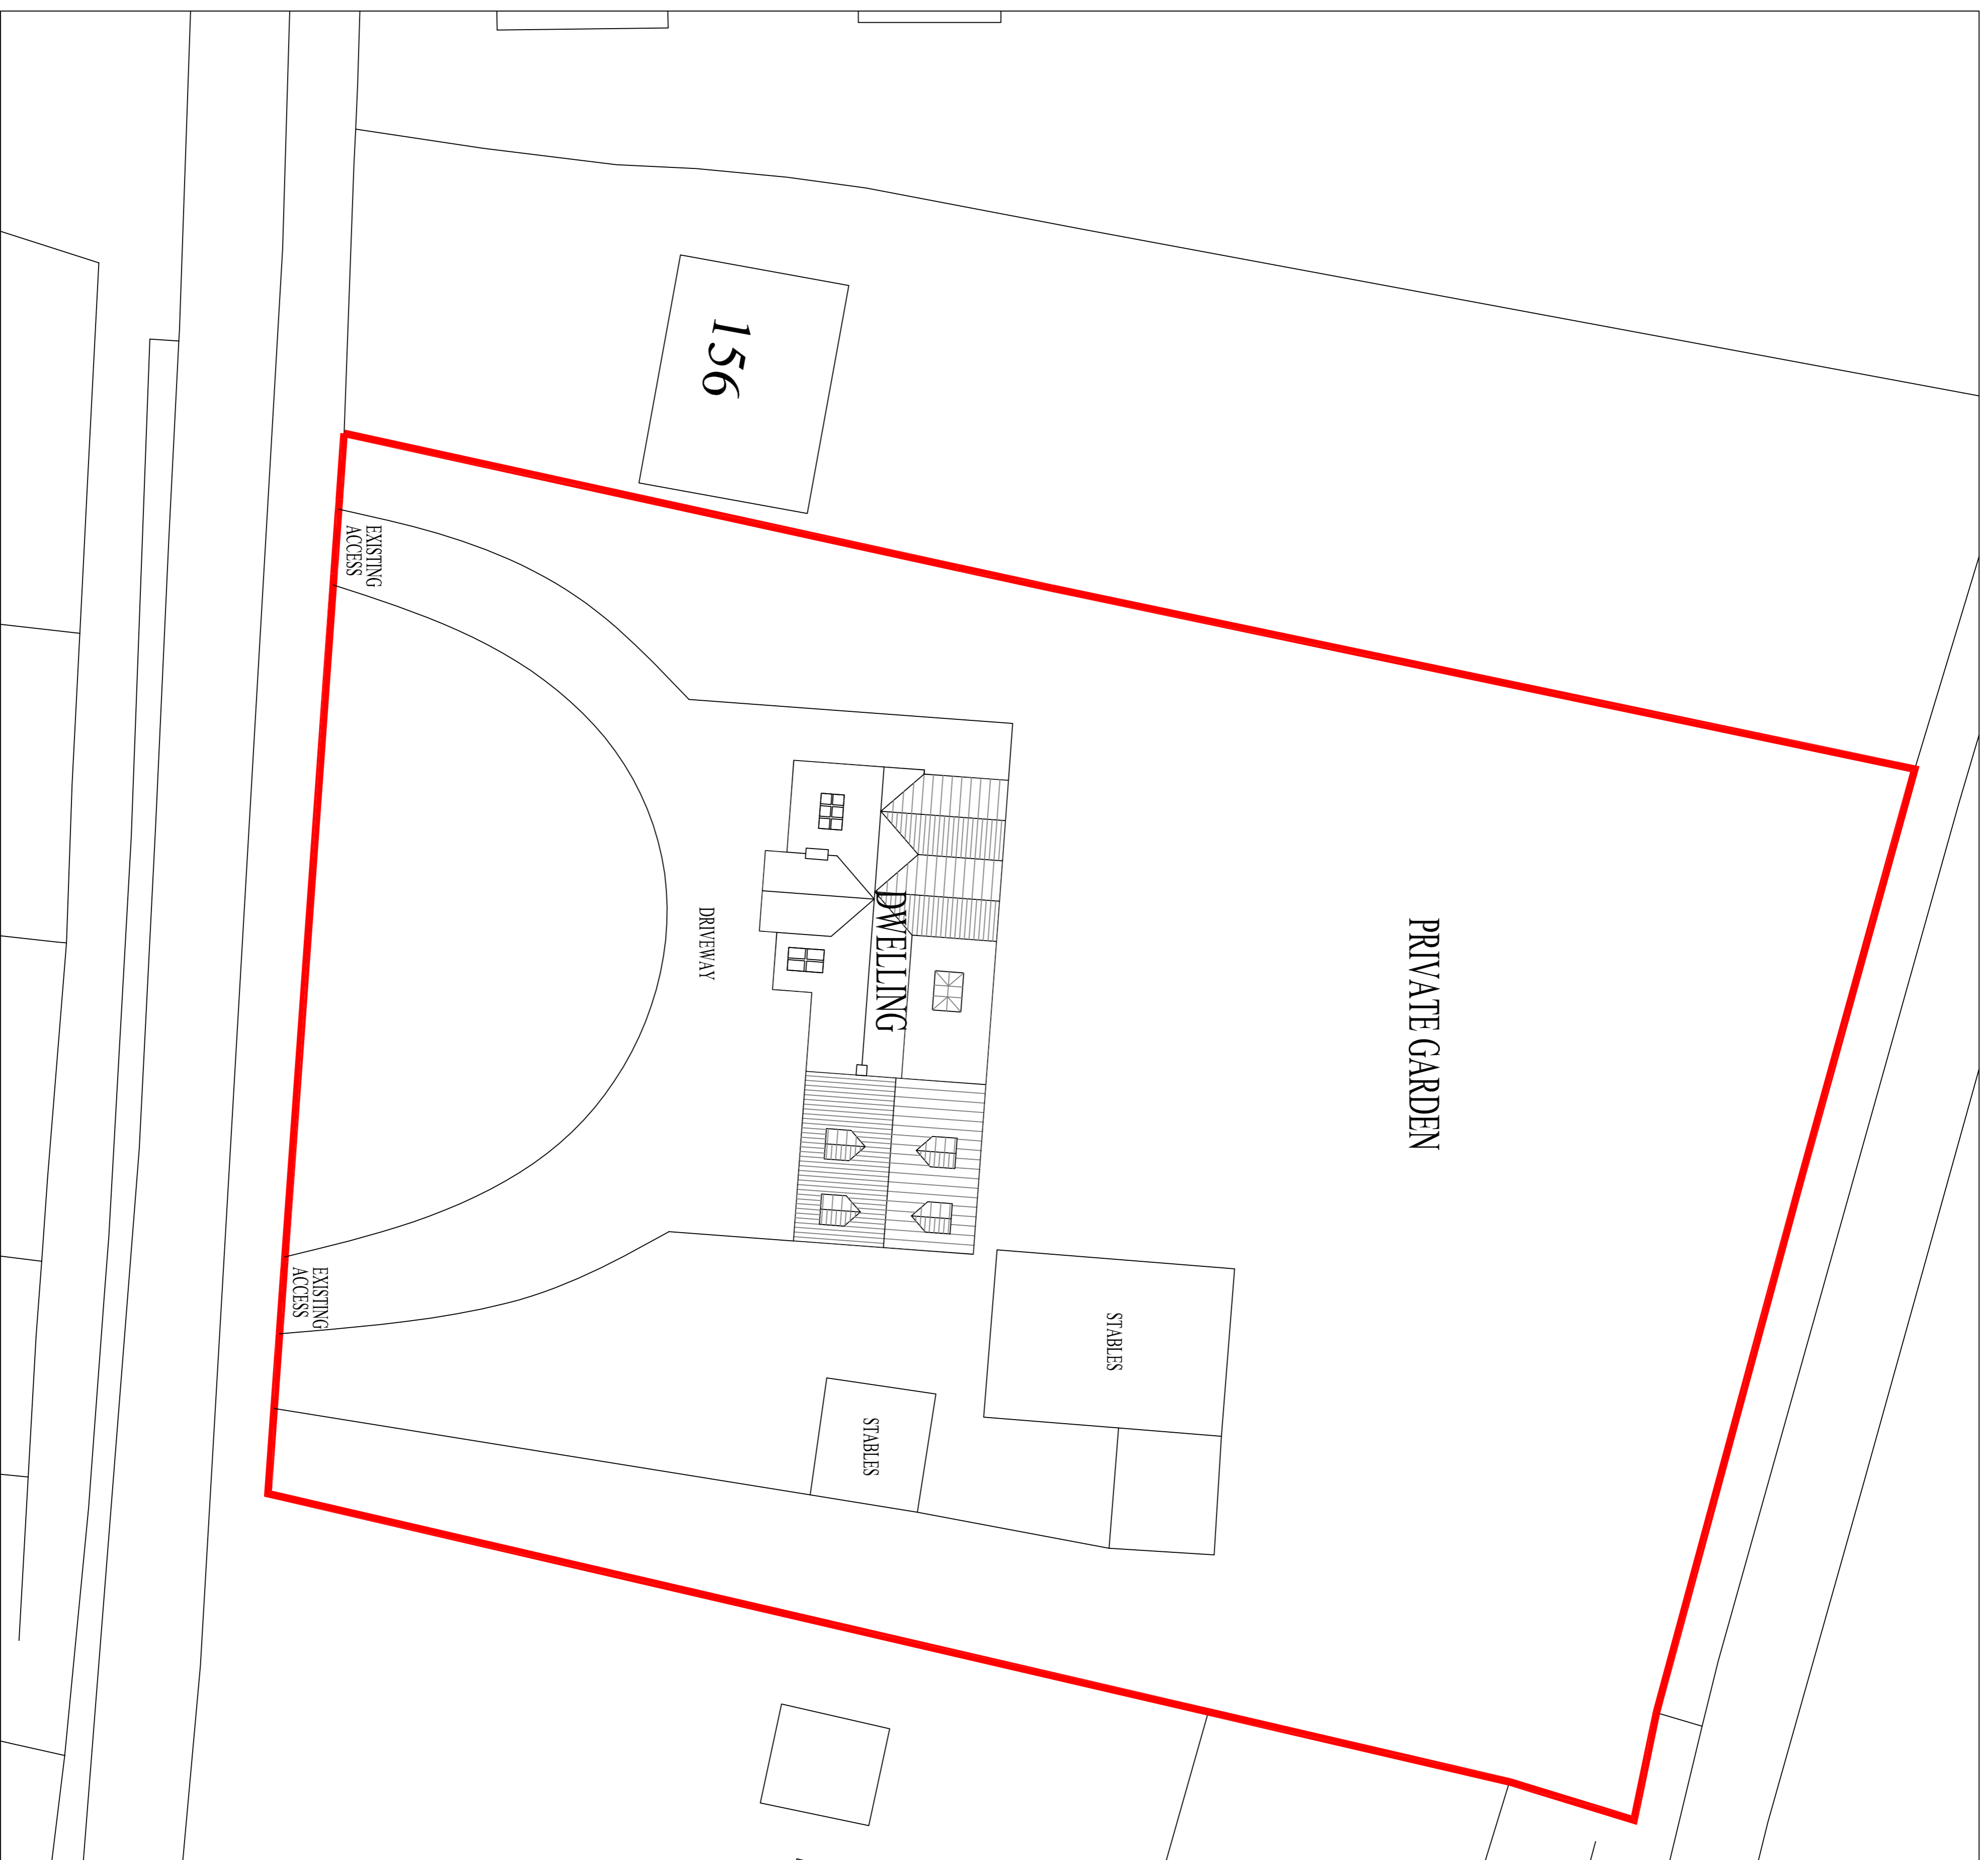 156
EXISTING
ACCESS
DRIVEWAY
DWELLING
PRIVATE GARDEN
EXISTING
ACCESS
STABLES
STABLES